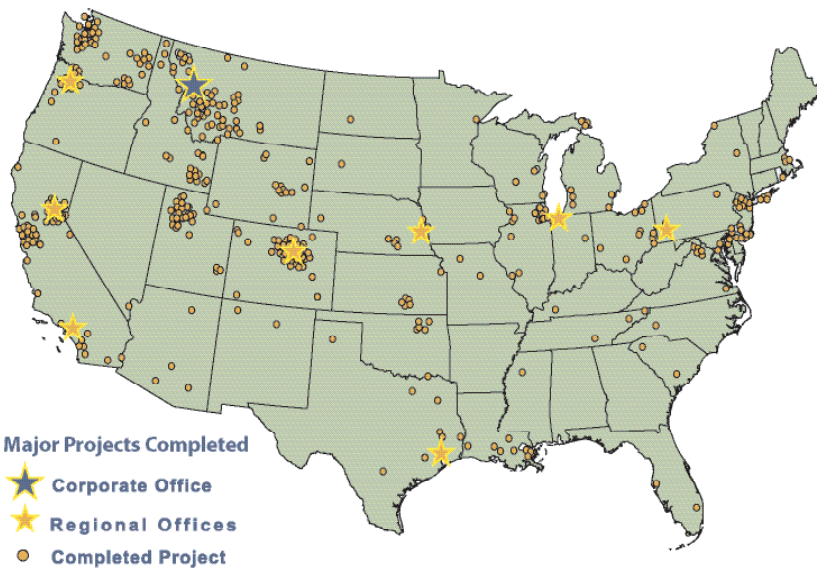 Major Projects Completed
Corporate Office
Regional Offices
Completed Project